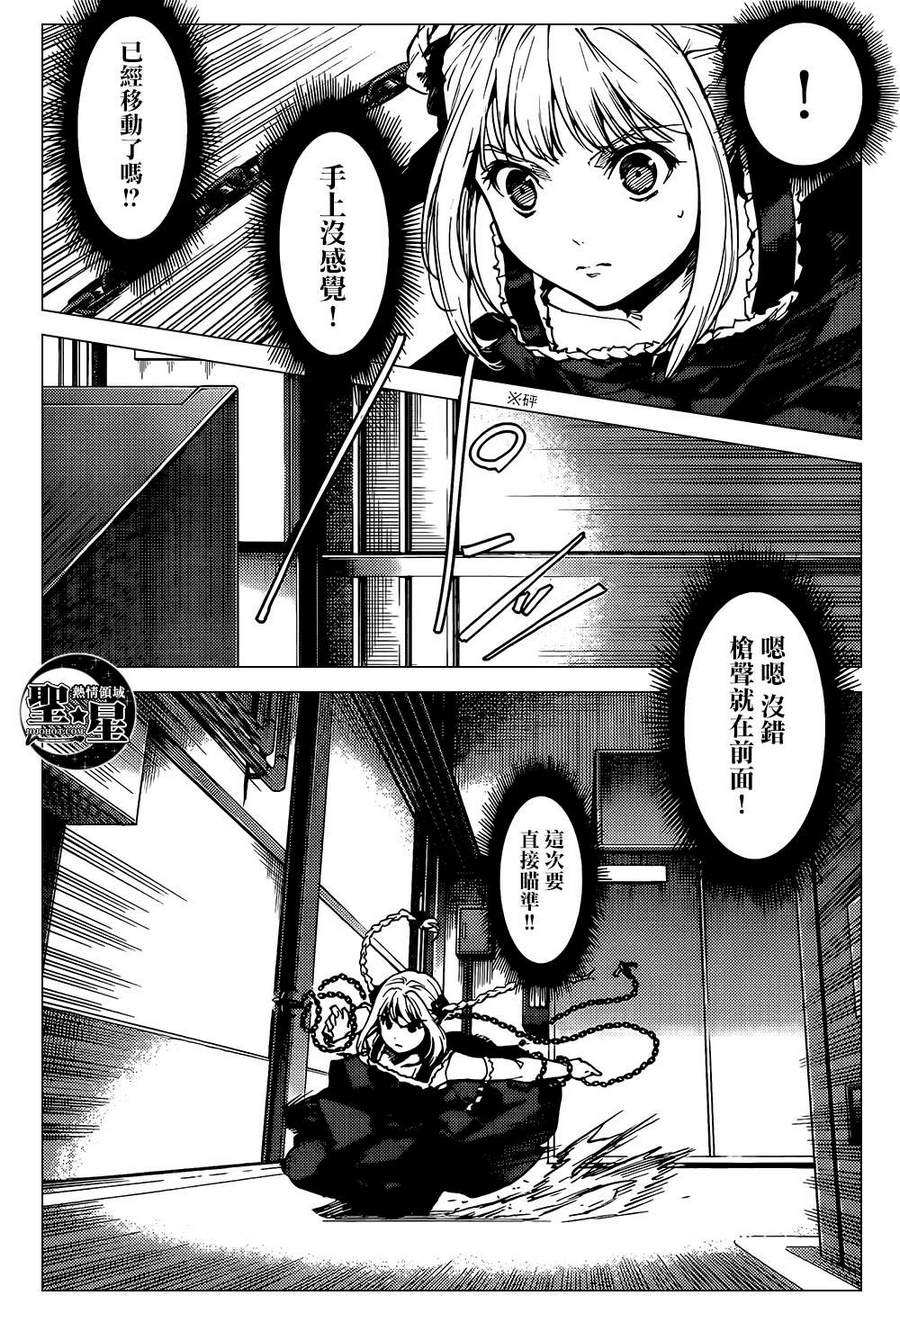 ！
手上沒感覺！
已經移動了嗎!?
※砰
嗯嗯 沒錯
槍聲就在前面！
這次要
直接瞄準!!
熱情領域
聖★星